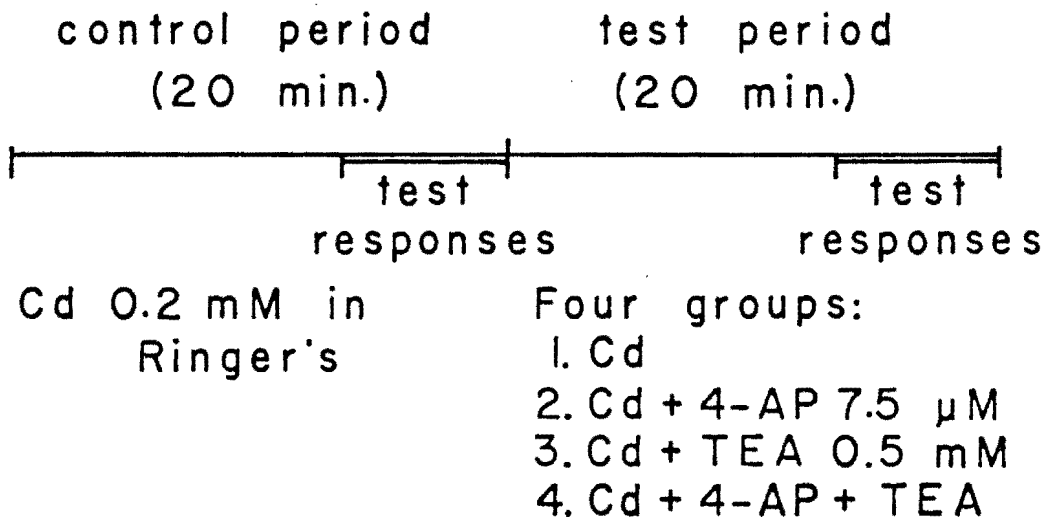 control period
(20 min.)
test period
(20 min.)
test
responses
test
responses
Cd 0.2 mM in
Ringer's
Four groups:
1. Cd
2. Cd + 4-AP 7.5 μM
3. Cd + TEA 0.5 mM
4. Cd + 4-AP + TEA